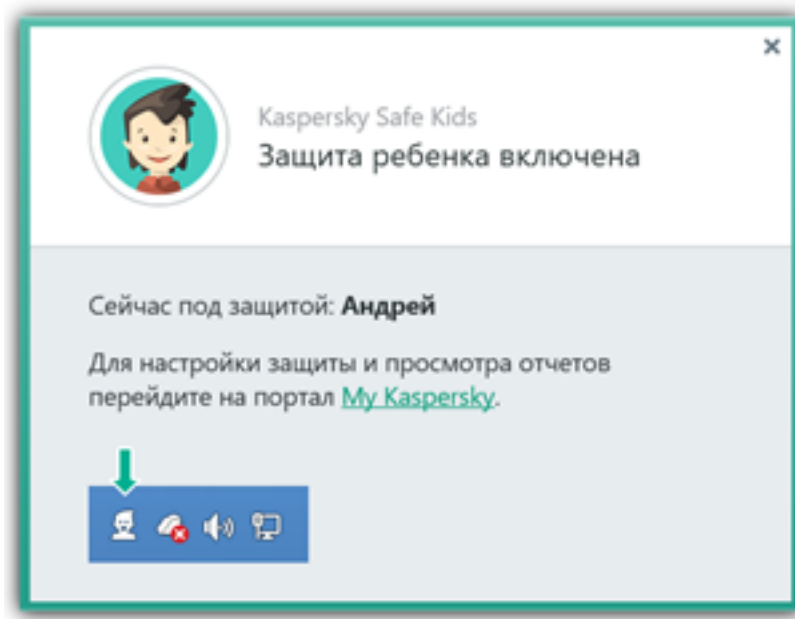 Kaspersky Safe Kids
Защита ребенка включена
Сейчас под защитой: Андрей
Для настройки защиты и просмотра отчетов
перейдите на портал My Kaspersky.